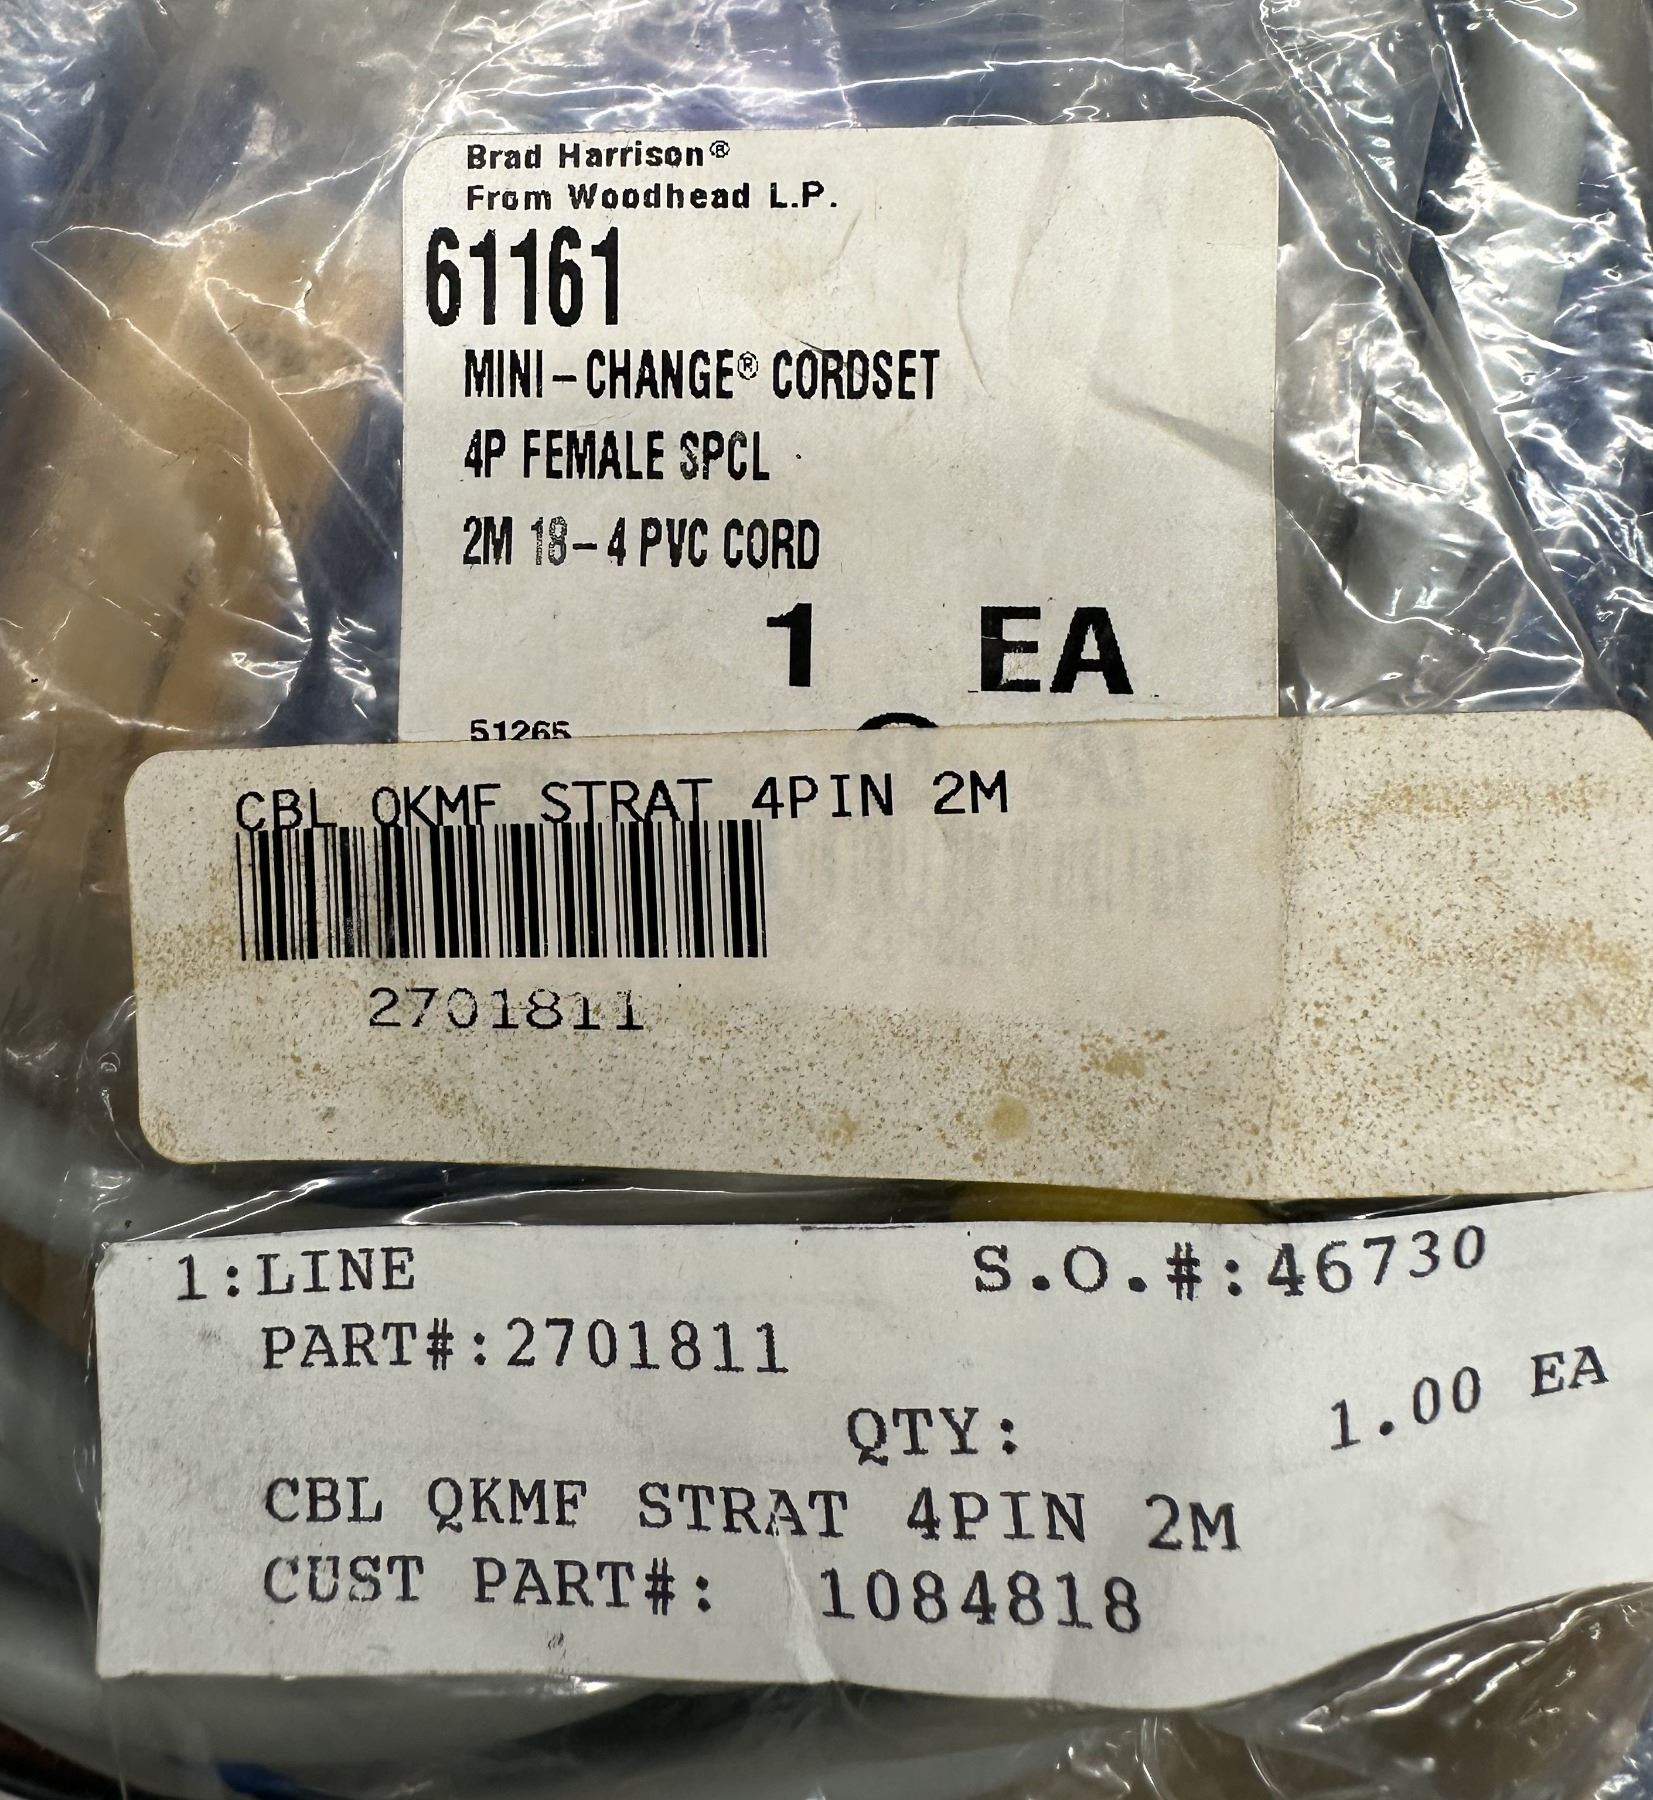 Brad Harrison®
From Woodhead L.P.
61161
MINI-CHANGE® CORDSET
4P FEMALE SPCL
2M 18-4 PVC CORD
1 EA
51265
CBL QKMF STRAT 4PIN 2M
2701811
1:LINE S.O.#:46730
PART#:2701811
QTY: 1.00 EA
CBL QKMF STRAT 4PIN 2M
CUST PART#: 1084818